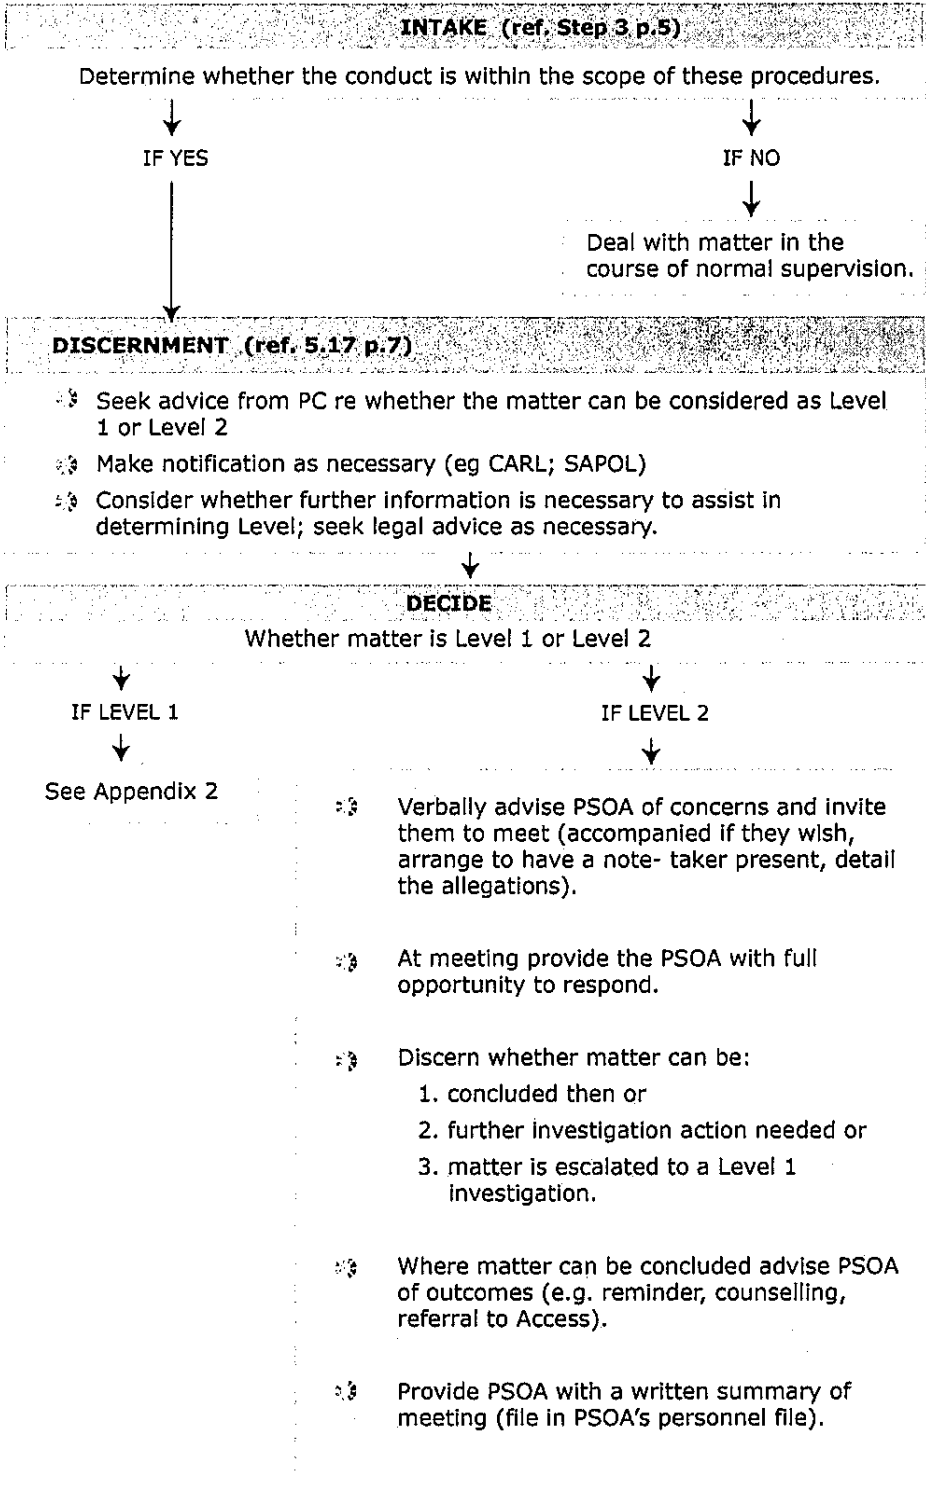 INTAKE (ref. Step 3 p.5)
Determine whether the conduct is within the scope of these procedures.
IF YES
IF NO
Deal with matter in the
course of normal supervision.
DISCERNMENT (ref. 5.17 p.7)
Seek advice from PC re whether the matter can be considered as Level
1 or Level 2
Make notification as necessary (eg CARL; SAPOL)
Consider whether further information is necessary to assist in
determining Level; seek legal advice as necessary.
DECIDE
Whether matter is Level 1 or Level 2
IF LEVEL 1
IF LEVEL 2
See Appendix 2
Verbally advise PSOA of concerns and invite
them to meet (accompanied if they wish,
arrange to have a note- taker present, detail
the allegations).
At meeting provide the PSOA with full
opportunity to respond.
Discern whether matter can be:
1. concluded then or
2. further investigation action needed or
3. matter is escalated to a Level 1
investigation.
Where matter can be concluded advise PSOA
of outcomes (e.g. reminder, counselling,
referral to Access).
Provide PSOA with a written summary of
meeting (file in PSOA's personnel file).